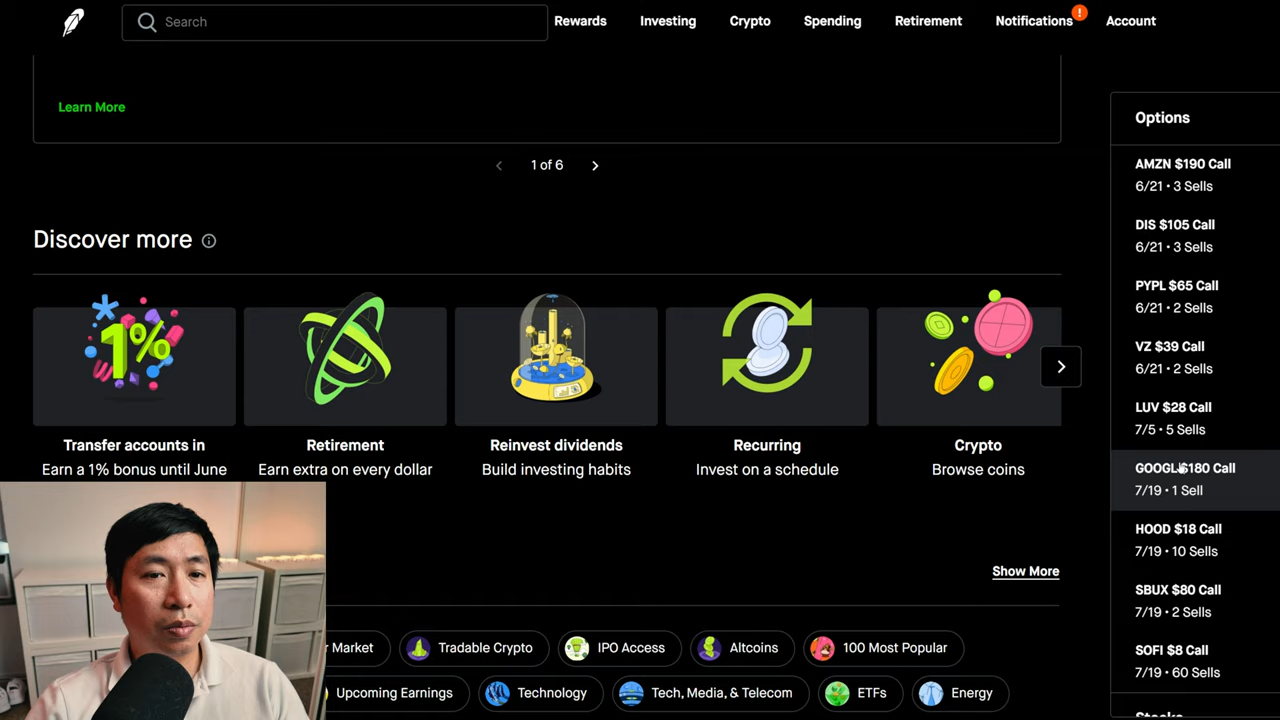 Search
Rewards
Investing
Crypto
Spending
Retirement
Notifications
!
Account
Learn More
1 of 6
Discover more
1%
Transfer accounts in
Earn a 1% bonus until June
Retirement
Earn extra on every dollar
Reinvest dividends
Build investing habits
Recurring
Invest on a schedule
Crypto
Browse coins
Show More
r Market
Tradable Crypto
IPO Access
Altcoins
100 Most Popular
Upcoming Earnings
Technology
Tech, Media, & Telecom
ETFs
Energy
Options
AMZN $190 Call
6/21 • 3 Sells
DIS $105 Call
6/21 • 3 Sells
PYPL $65 Call
6/21 • 2 Sells
VZ $39 Call
6/21 • 2 Sells
LUV $28 Call
7/5 • 5 Sells
GOOGL $180 Call
7/19 • 1 Sell
HOOD $18 Call
7/19 • 10 Sells
SBUX $80 Call
7/19 • 2 Sells
SOFI $8 Call
7/19 • 60 Sells
Stocks